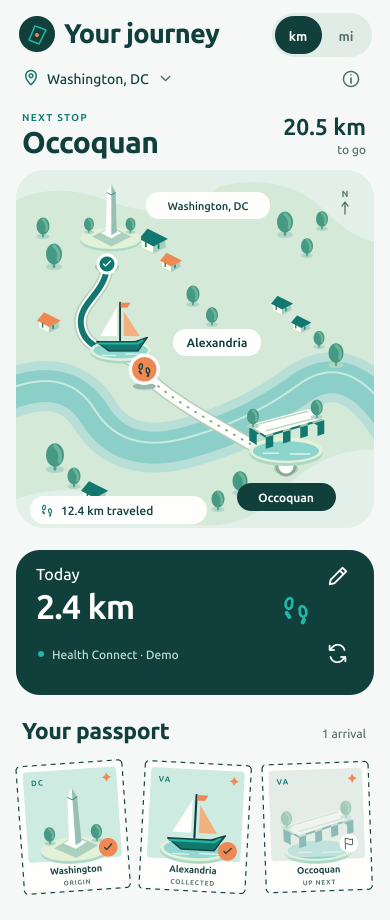 Your journey
km
mi
Washington, DC
NEXT STOP
Occoquan
20.5 km
to go
Washington, DC
N
Alexandria
Occoquan
12.4 km traveled
Today
2.4 km
Health Connect · Demo
Your passport
1 arrival
DC
Washington
ORIGIN
VA
Alexandria
COLLECTED
VA
Occoquan
UP NEXT